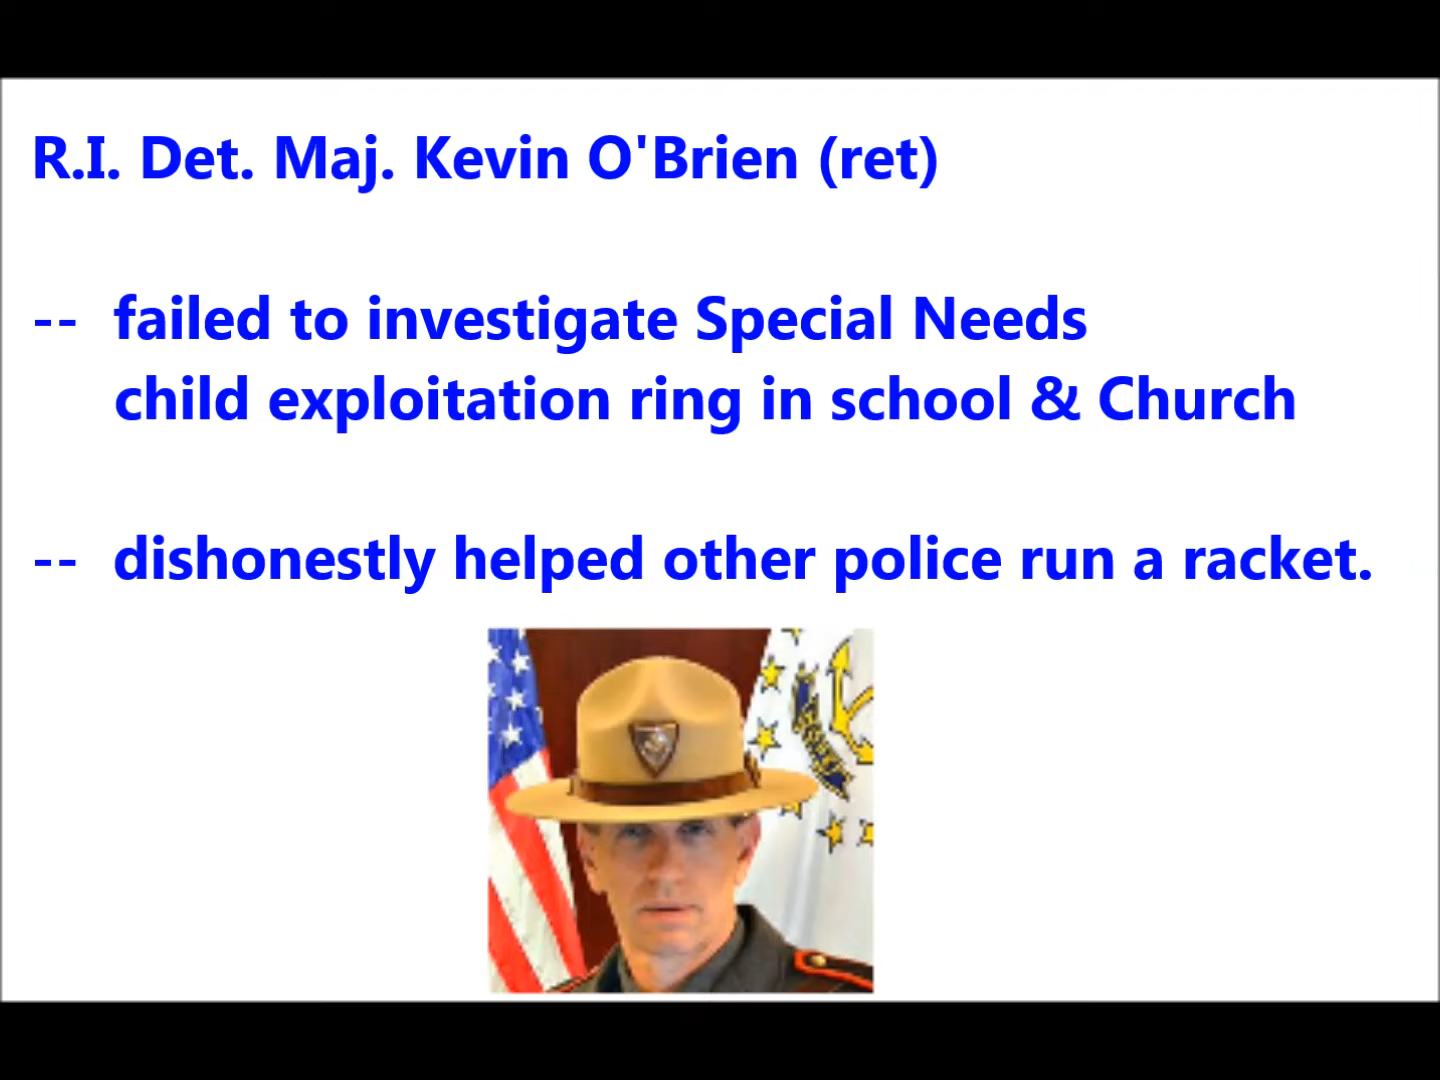 R.I. Det. Maj. Kevin O'Brien (ret)
-- failed to investigate Special Needs
child exploitation ring in school & Church
-- dishonestly helped other police run a racket.